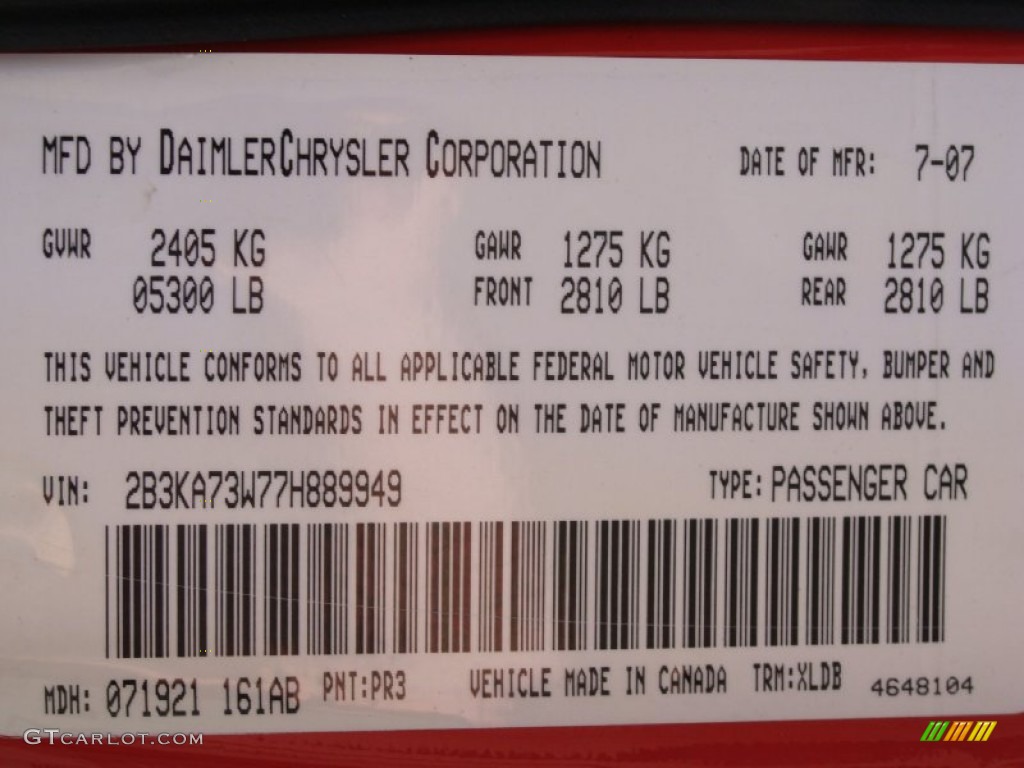 MFD BY DAIMLERCHRYSLER CORPORATION DATE OF MFR: 7-07
GVWR 2405 KG GAWR 1275 KG GAWR 1275 KG
05300 LB FRONT 2810 LB REAR 2810 LB
THIS VEHICLE CONFORMS TO ALL APPLICABLE FEDERAL MOTOR VEHICLE SAFETY, BUMPER AND
THEFT PREVENTION STANDARDS IN EFFECT ON THE DATE OF MANUFACTURE SHOWN ABOVE.
VIN: 2B3KA73W77H889949 TYPE: PASSENGER CAR
MDH: 071921 161AB PNT:PR3 VEHICLE MADE IN CANADA TRM:XLDB 4648104
GTCARLOT.COM